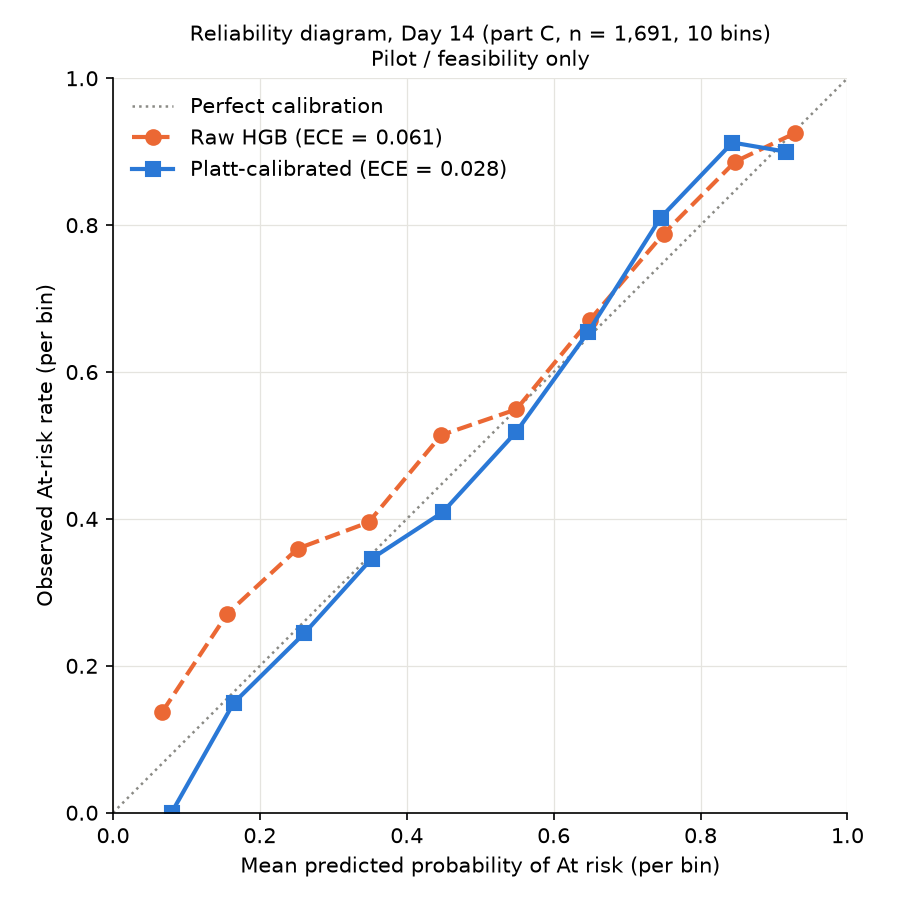 Reliability diagram, Day 14 (part C, n = 1,691, 10 bins)
Pilot / feasibility only
Perfect calibration
Raw HGB (ECE = 0.061)
Platt-calibrated (ECE = 0.028)
Observed At-risk rate (per bin)
1.0
0.8
0.6
0.4
0.2
0.0
0.0 0.2 0.4 0.6 0.8 1.0
Mean predicted probability of At risk (per bin)